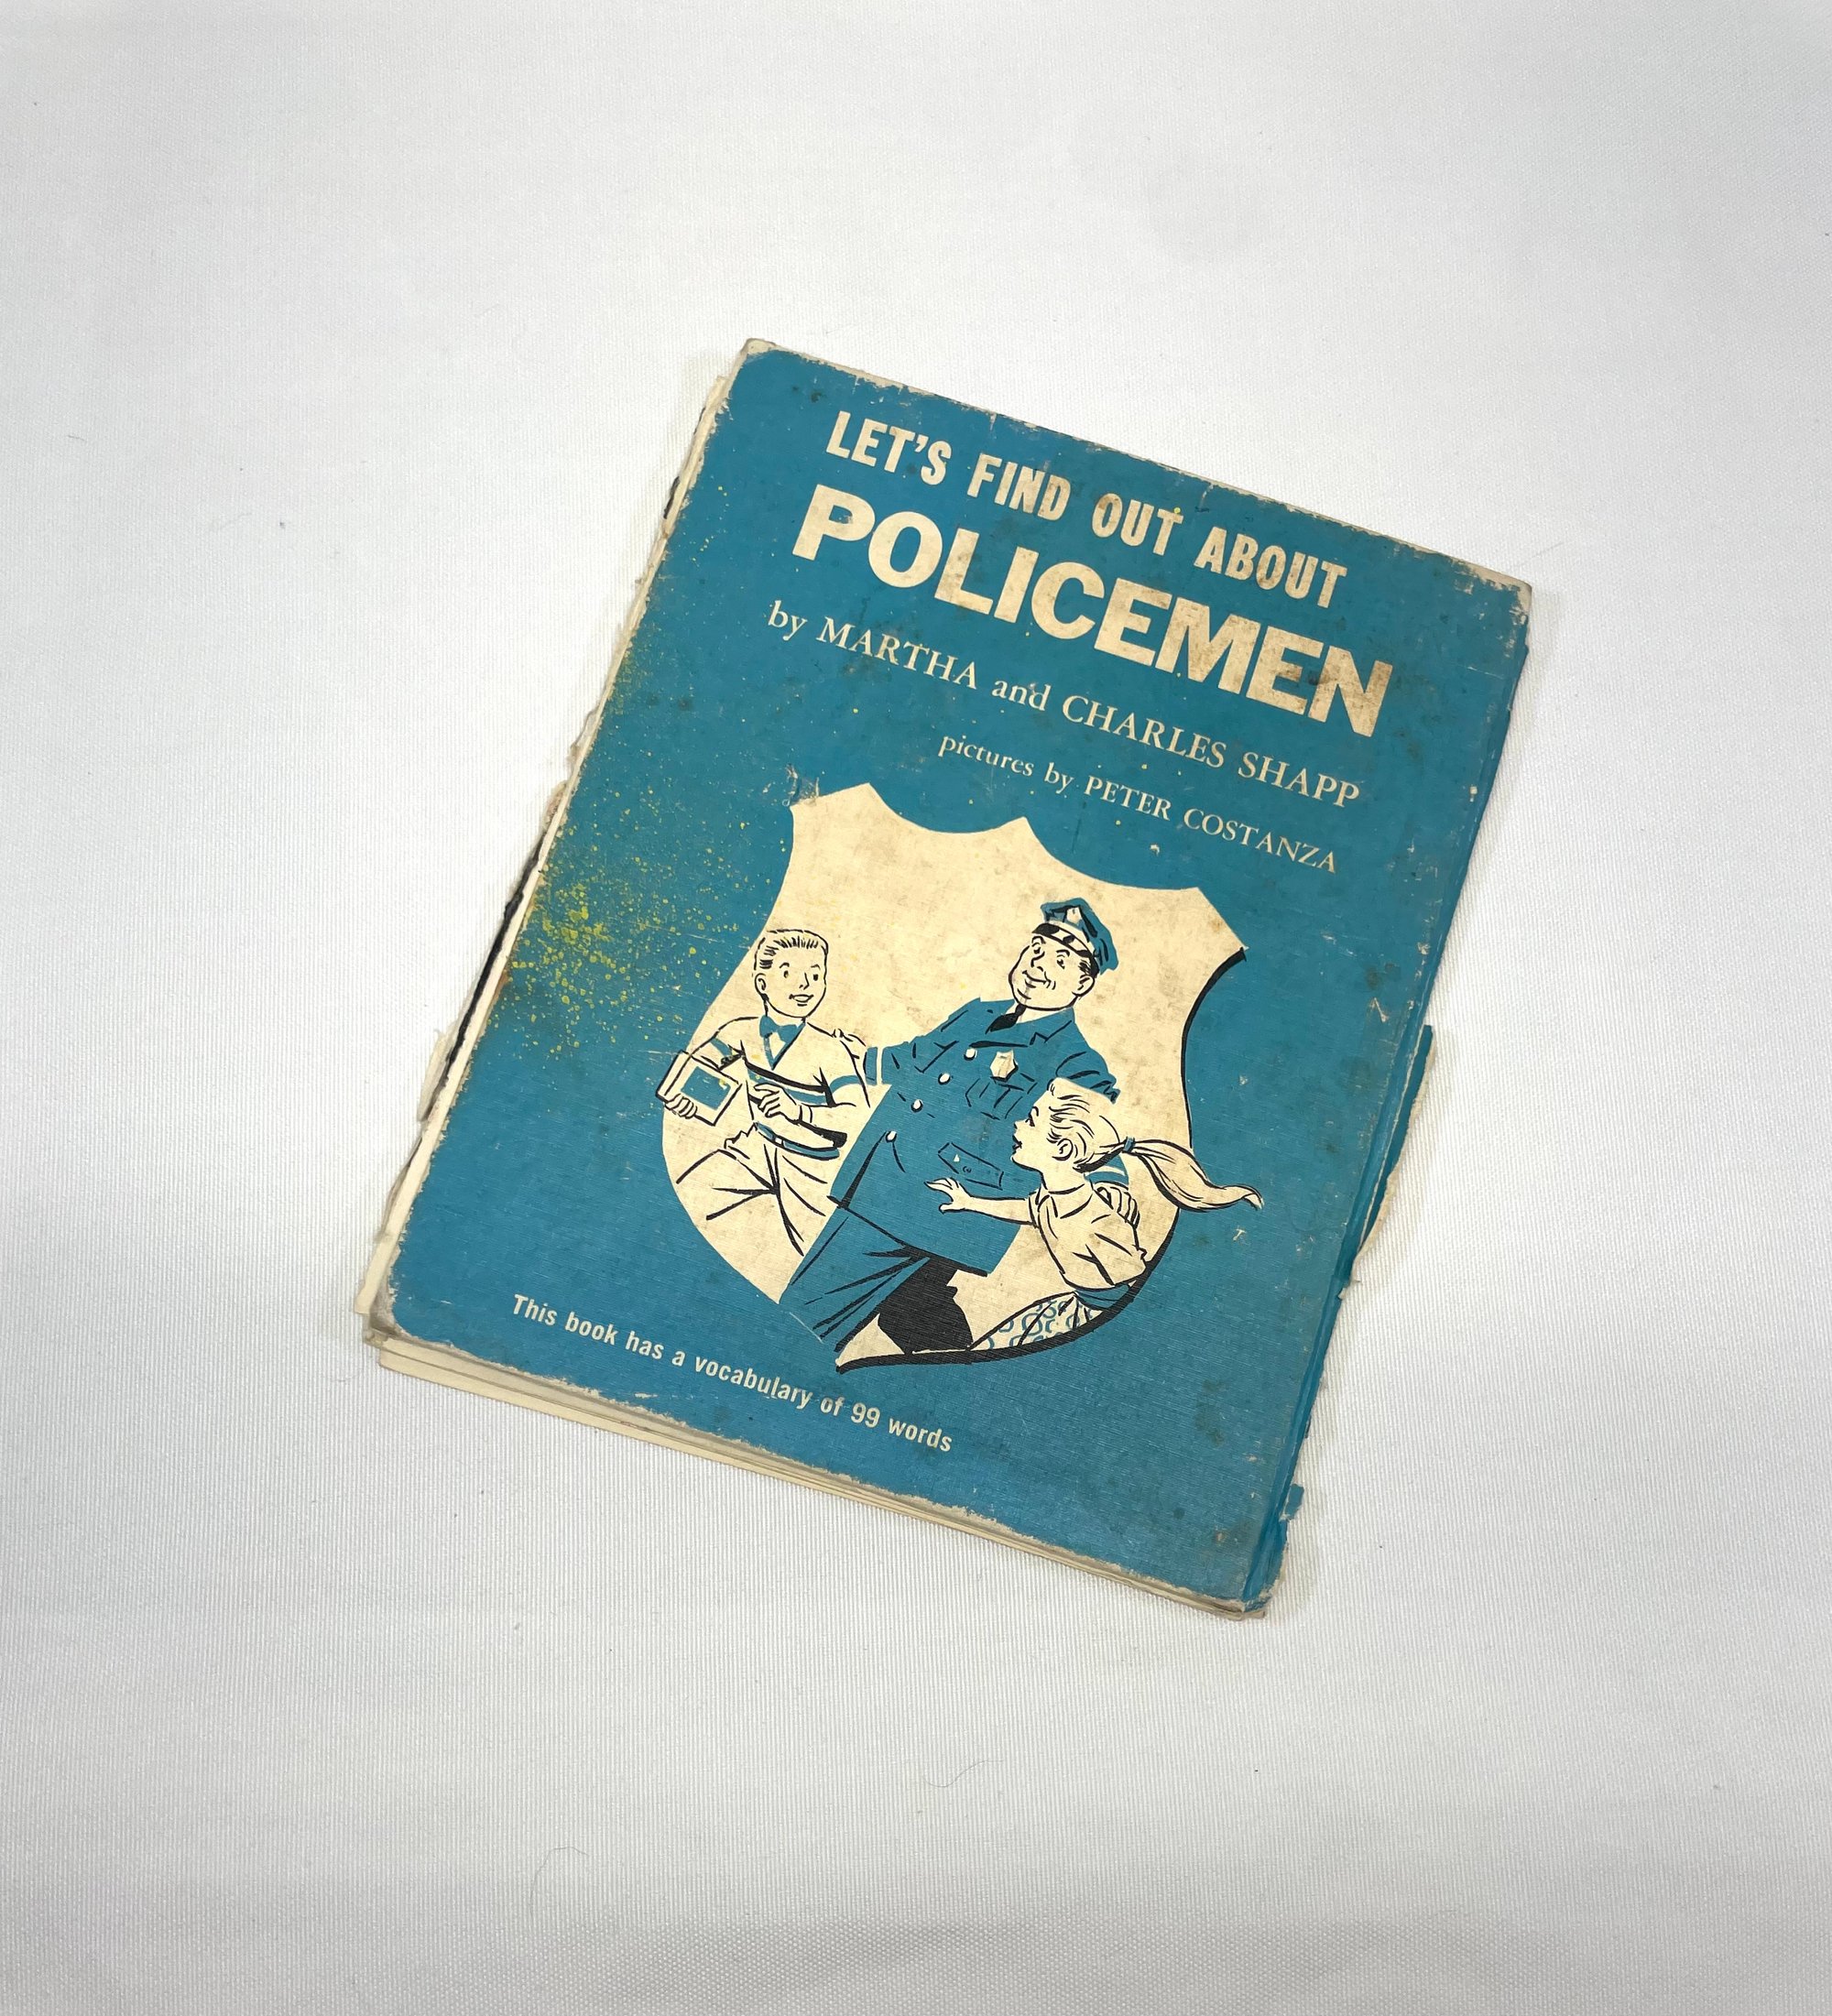 LET'S FIND OUT ABOUT
POLICEMEN
by MARTHA and CHARLES SHAPP
pictures by PETER COSTANZA
This book has a vocabulary of 99 words